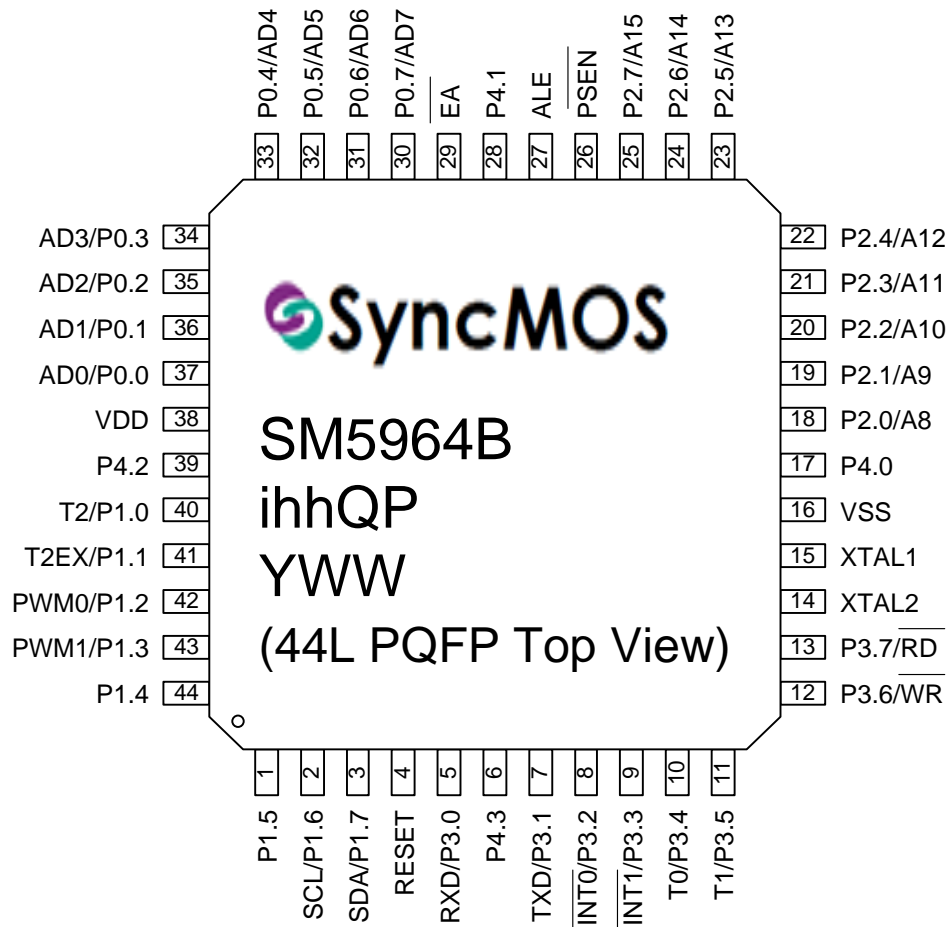 P0.4/AD4
P0.5/AD5
P0.6/AD6
P0.7/AD7
EA
P4.1
ALE
PSEN
P2.7/A15
P2.6/A14
P2.5/A13
33
32
31
30
29
28
27
26
25
24
23
AD3/P0.3 34
AD2/P0.2 35
AD1/P0.1 36
AD0/P0.0 37
VDD 38
P4.2 39
T2/P1.0 40
T2EX/P1.1 41
PWM0/P1.2 42
PWM1/P1.3 43
P1.4 44
SyncMOS
SM5964B
ihhQP
YWW
(44L PQFP Top View)
22 P2.4/A12
21 P2.3/A11
20 P2.2/A10
19 P2.1/A9
18 P2.0/A8
17 P4.0
16 VSS
15 XTAL1
14 XTAL2
13 P3.7/RD
12 P3.6/WR
1
2
3
4
5
6
7
8
9
10
11
P1.5
SCL/P1.6
SDA/P1.7
RESET
RXD/P3.0
P4.3
TXD/P3.1
INT0/P3.2
INT1/P3.3
T0/P3.4
T1/P3.5